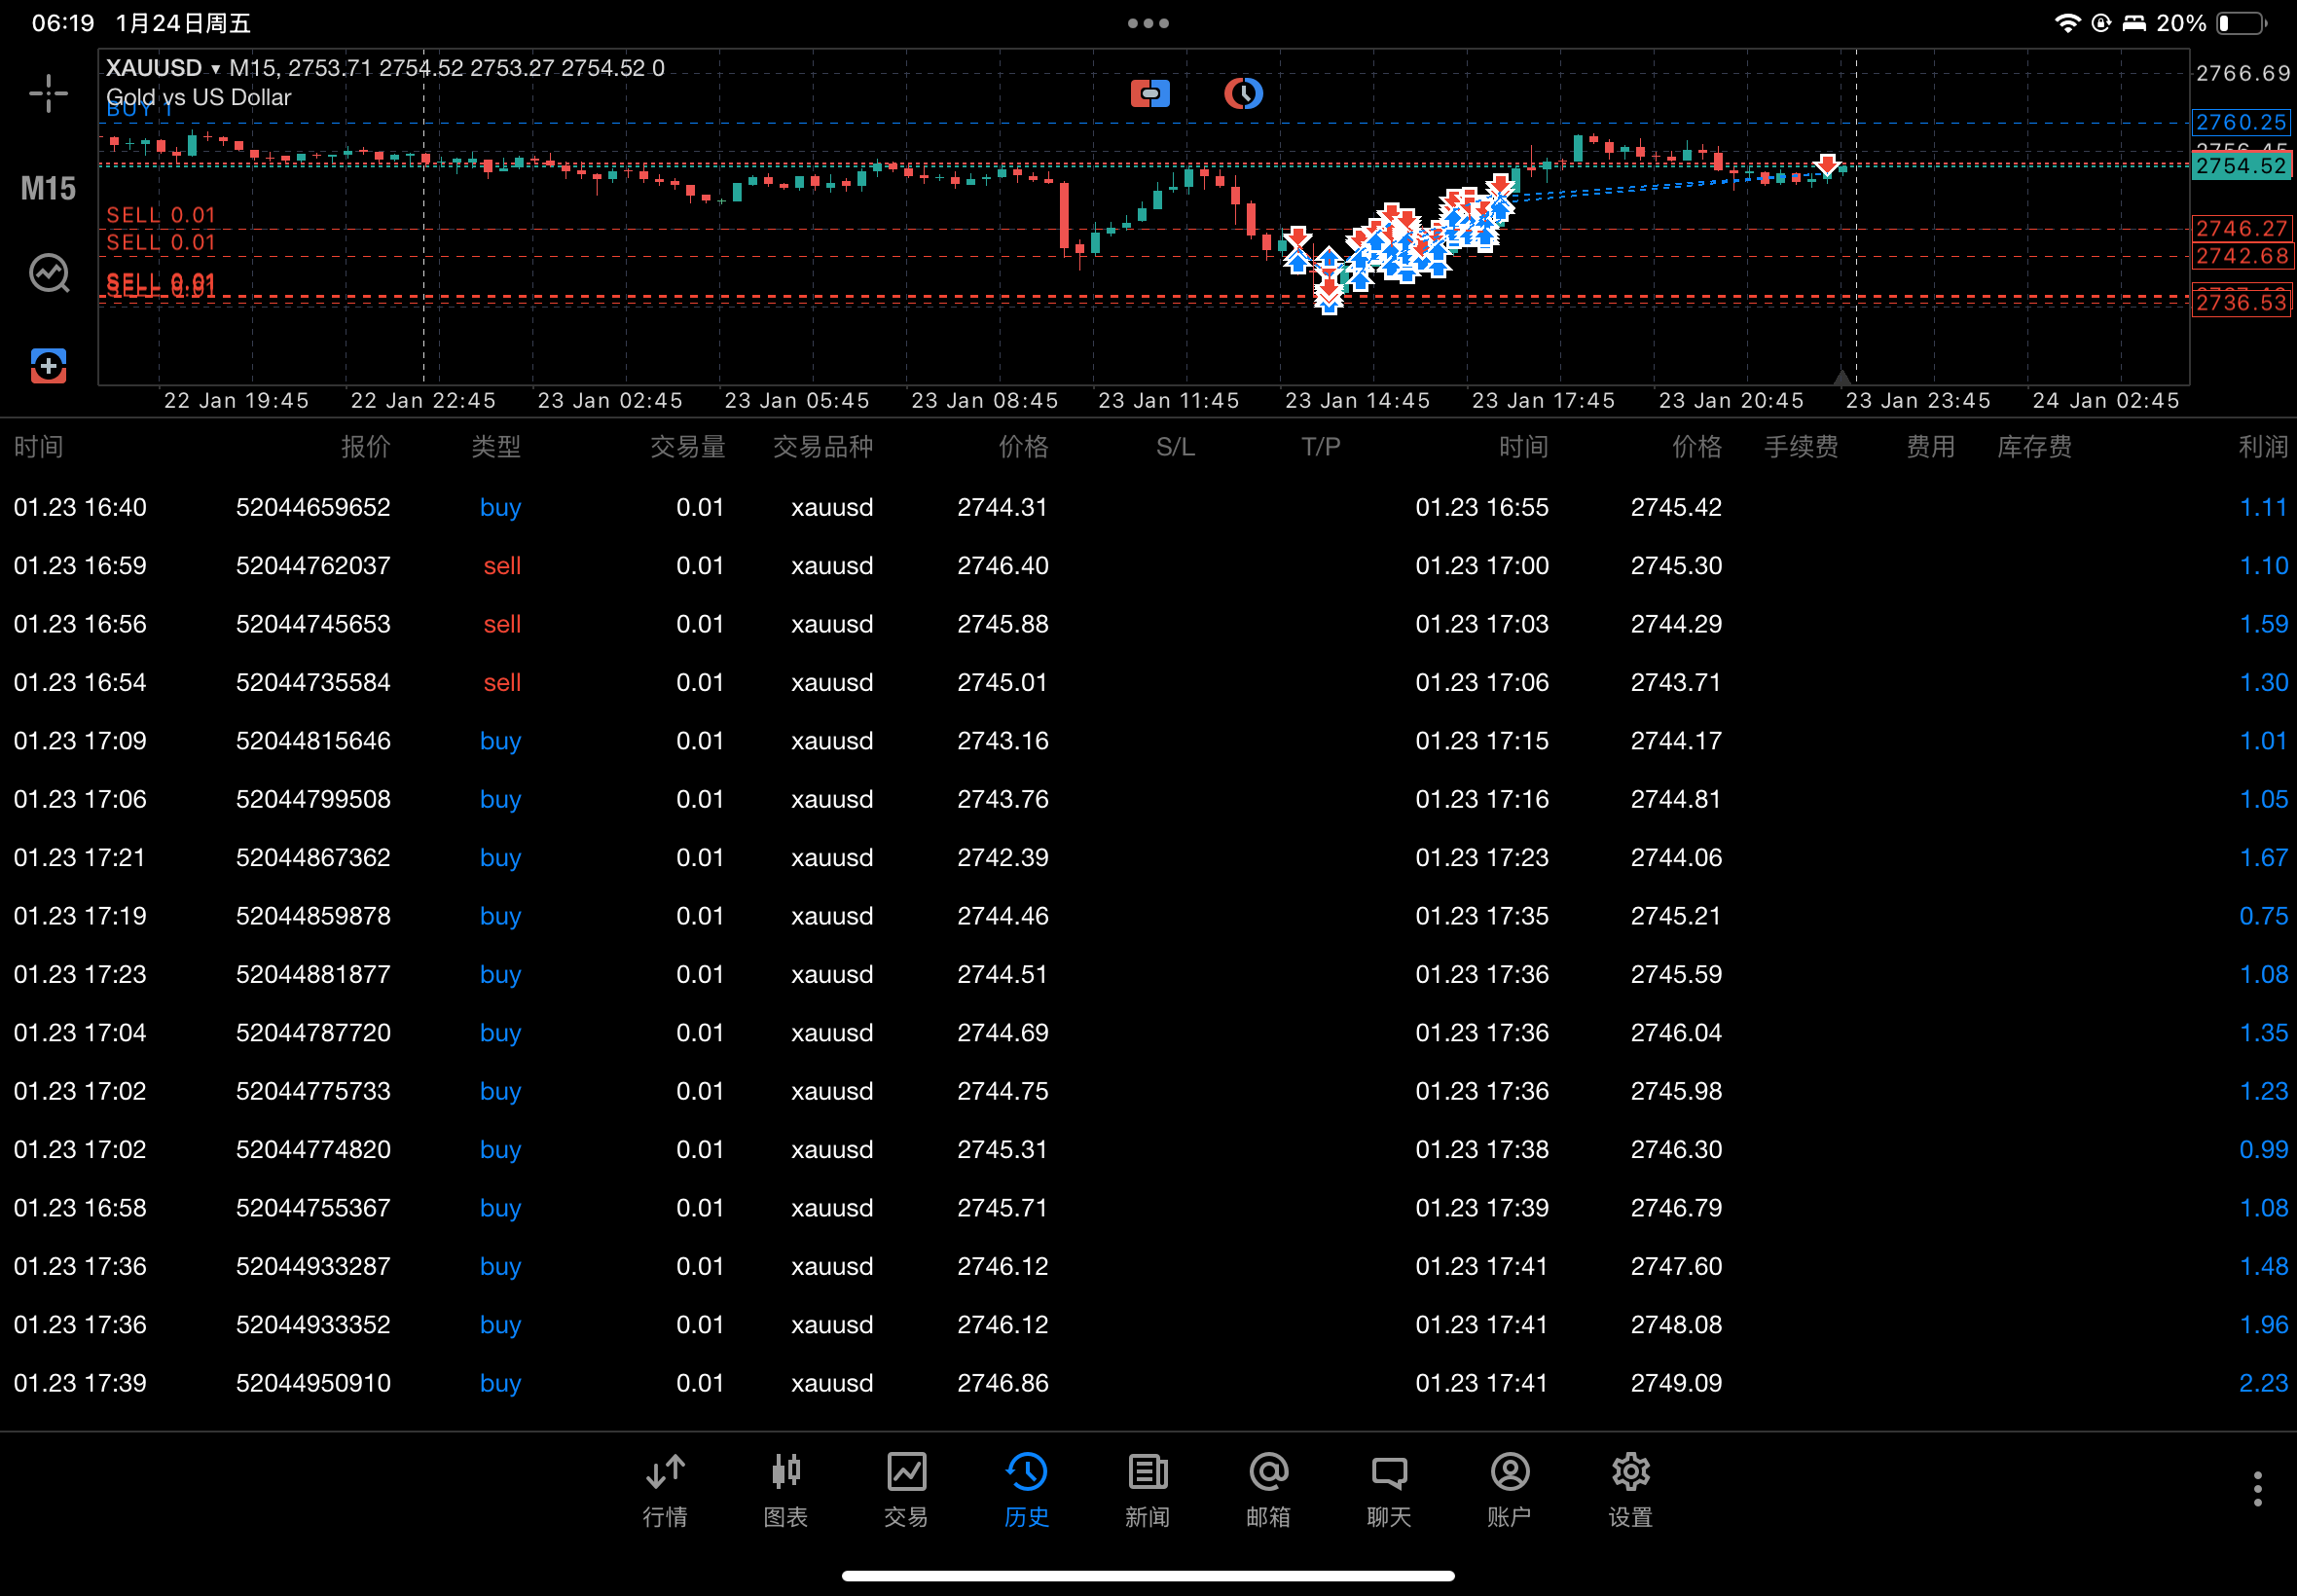 06:19 1月24日周五
20%
XAUUSD ▾ M15, 2753.71 2754.52 2753.27 2754.52 0
Gold vs US Dollar
BUY 1
M15
SELL 0.01
SELL 0.01
SELL 0.01
SELL 0.01
2766.69
2760.25
2756.45
2754.52
2746.27
2742.68
2736.53
22 Jan 19:45 22 Jan 22:45 23 Jan 02:45 23 Jan 05:45 23 Jan 08:45 23 Jan 11:45 23 Jan 14:45 23 Jan 17:45 23 Jan 20:45 23 Jan 23:45 24 Jan 02:45
时间 报价 类型 交易量 交易品种 价格 S/L T/P 时间 价格 手续费 费用 库存费 利润
01.23 16:40 52044659652 buy 0.01 xauusd 2744.31 01.23 16:55 2745.42 1.11
01.23 16:59 52044762037 sell 0.01 xauusd 2746.40 01.23 17:00 2745.30 1.10
01.23 16:56 52044745653 sell 0.01 xauusd 2745.88 01.23 17:03 2744.29 1.59
01.23 16:54 52044735584 sell 0.01 xauusd 2745.01 01.23 17:06 2743.71 1.30
01.23 17:09 52044815646 buy 0.01 xauusd 2743.16 01.23 17:15 2744.17 1.01
01.23 17:06 52044799508 buy 0.01 xauusd 2743.76 01.23 17:16 2744.81 1.05
01.23 17:21 52044867362 buy 0.01 xauusd 2742.39 01.23 17:23 2744.06 1.67
01.23 17:19 52044859878 buy 0.01 xauusd 2744.46 01.23 17:35 2745.21 0.75
01.23 17:23 52044881877 buy 0.01 xauusd 2744.51 01.23 17:36 2745.59 1.08
01.23 17:04 52044787720 buy 0.01 xauusd 2744.69 01.23 17:36 2746.04 1.35
01.23 17:02 52044775733 buy 0.01 xauusd 2744.75 01.23 17:36 2745.98 1.23
01.23 17:02 52044774820 buy 0.01 xauusd 2745.31 01.23 17:38 2746.30 0.99
01.23 16:58 52044755367 buy 0.01 xauusd 2745.71 01.23 17:39 2746.79 1.08
01.23 17:36 52044933287 buy 0.01 xauusd 2746.12 01.23 17:41 2747.60 1.48
01.23 17:36 52044933352 buy 0.01 xauusd 2746.12 01.23 17:41 2748.08 1.96
01.23 17:39 52044950910 buy 0.01 xauusd 2746.86 01.23 17:41 2749.09 2.23
行情 图表 交易 历史 新闻 邮箱 聊天 账户 设置